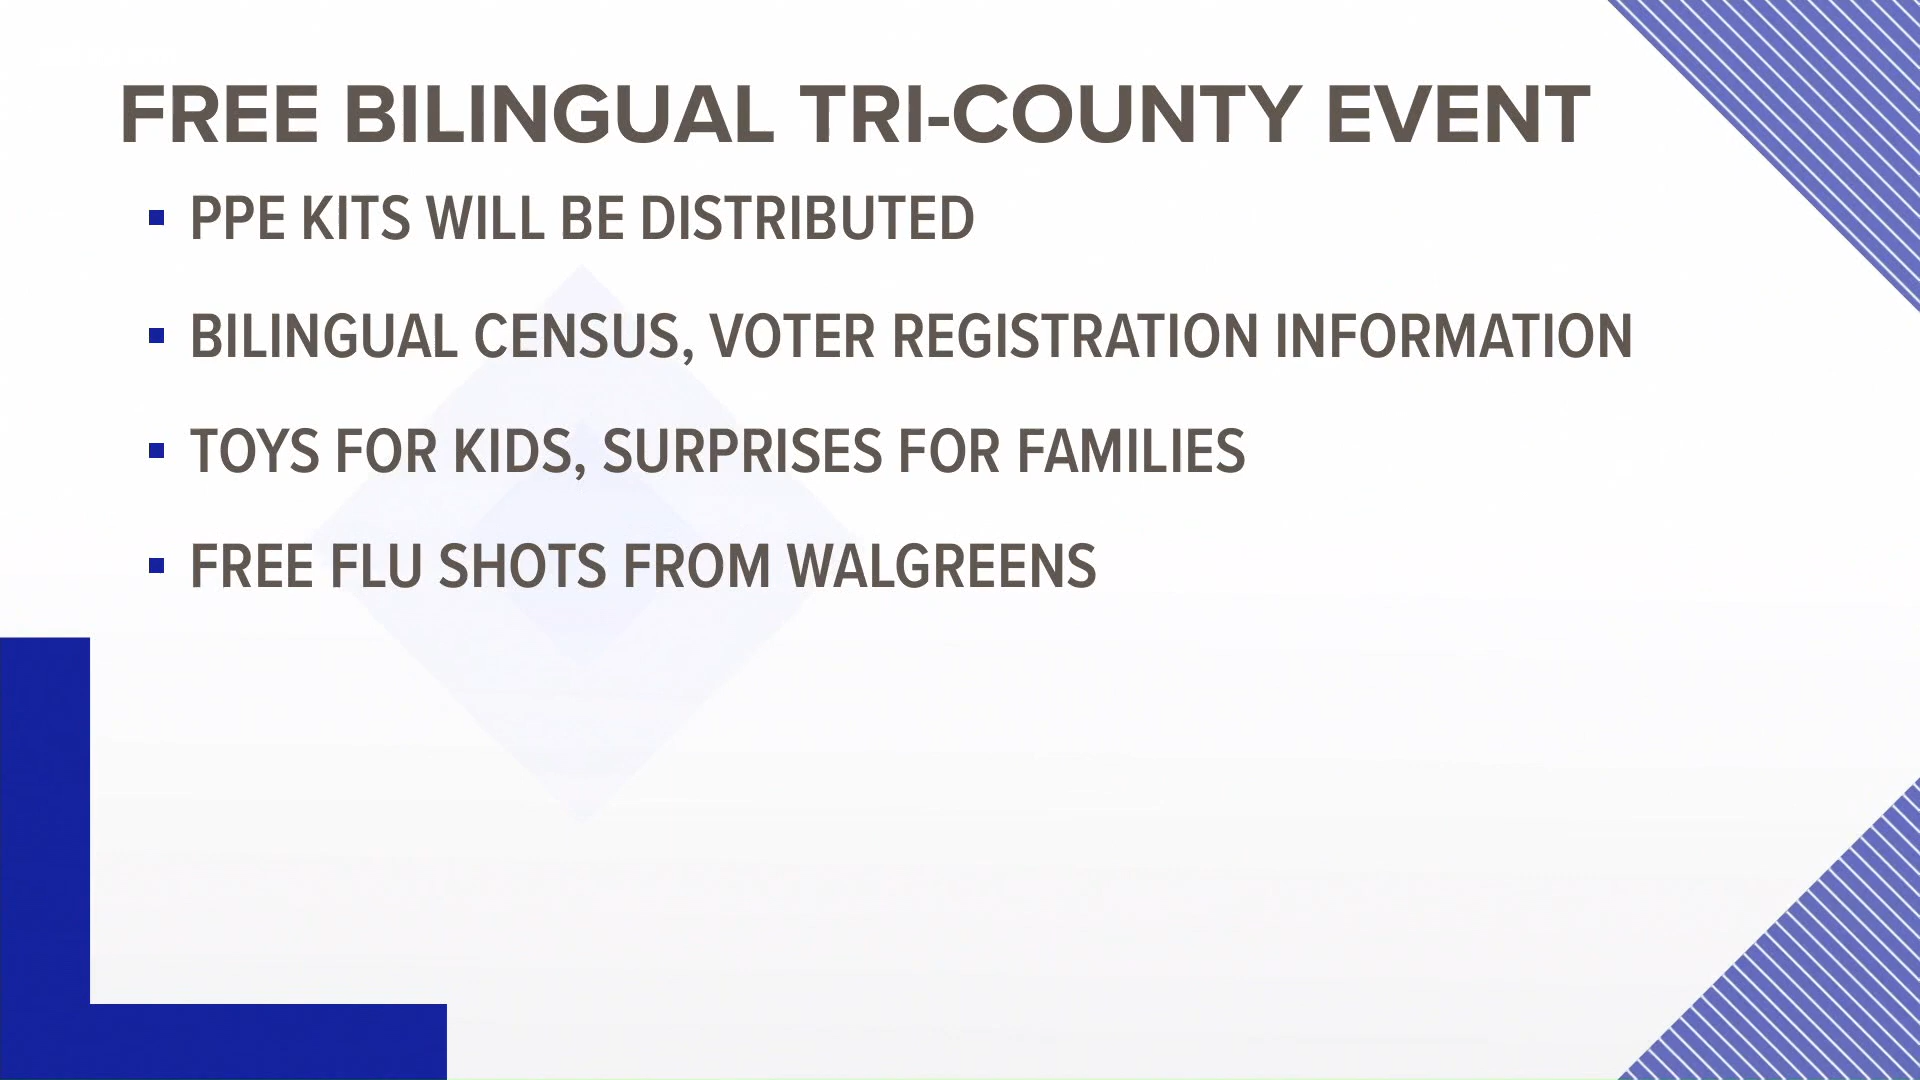 FREE BILINGUAL TRI-COUNTY EVENT
PPE KITS WILL BE DISTRIBUTED
BILINGUAL CENSUS, VOTER REGISTRATION INFORMATION
TOYS FOR KIDS, SURPRISES FOR FAMILIES
FREE FLU SHOTS FROM WALGREENS